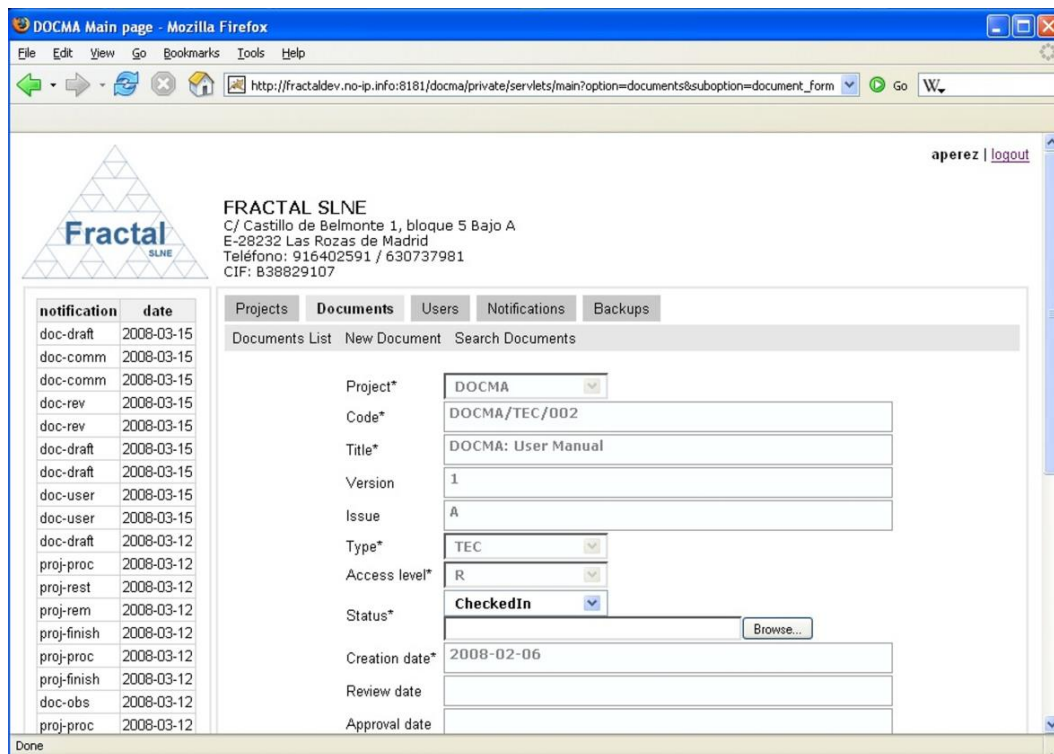 DOCMA Main page - Mozilla Firefox
File Edit View Go Bookmarks Tools Help
http://fractaldev.no-ip.info:8181/docma/private/servlets/main?option=documents&suboption=document_form Go W.
aperez | logout
Fractal
SLNE
FRACTAL SLNE
C/ Castillo de Belmonte 1, bloque 5 Bajo A
E-28232 Las Rozas de Madrid
Teléfono: 916402591 / 630737981
CIF: B38829107
Projects Documents Users Notifications Backups
Documents List New Document Search Documents
notification date
doc-draft 2008-03-15
doc-comm 2008-03-15
doc-comm 2008-03-15
doc-rev 2008-03-15
doc-rev 2008-03-15
doc-draft 2008-03-15
doc-draft 2008-03-15
doc-user 2008-03-15
doc-user 2008-03-15
doc-draft 2008-03-12
proj-proc 2008-03-12
proj-rest 2008-03-12
proj-rem 2008-03-12
proj-finish 2008-03-12
proj-proc 2008-03-12
proj-finish 2008-03-12
doc-obs 2008-03-12
proj-proc 2008-03-12
Project* DOCMA
Code* DOCMA/TEC/002
Title* DOCMA: User Manual
Version 1
Issue A
Type* TEC
Access level* R
Status* CheckedIn
Browse...
Creation date* 2008-02-06
Review date
Approval date
Done